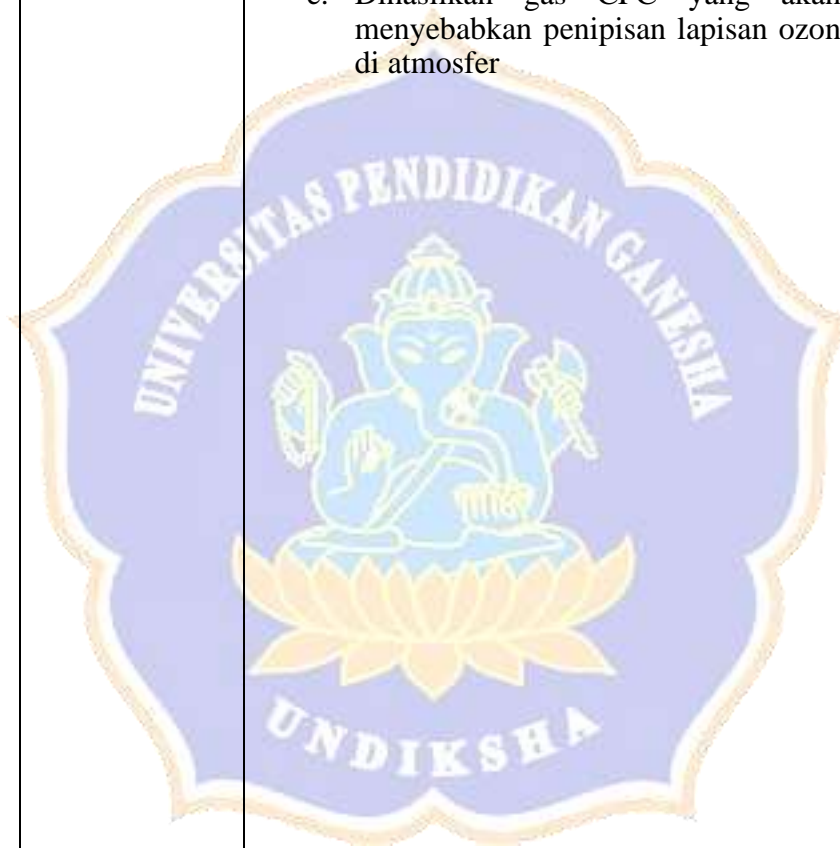 e. Dihasilkan gas CFC yang akan
menyebabkan penipisan lapisan ozon
di atmosfer
UNIVERSITAS PENDIDIKAN GANESHA
UNDIKSHA